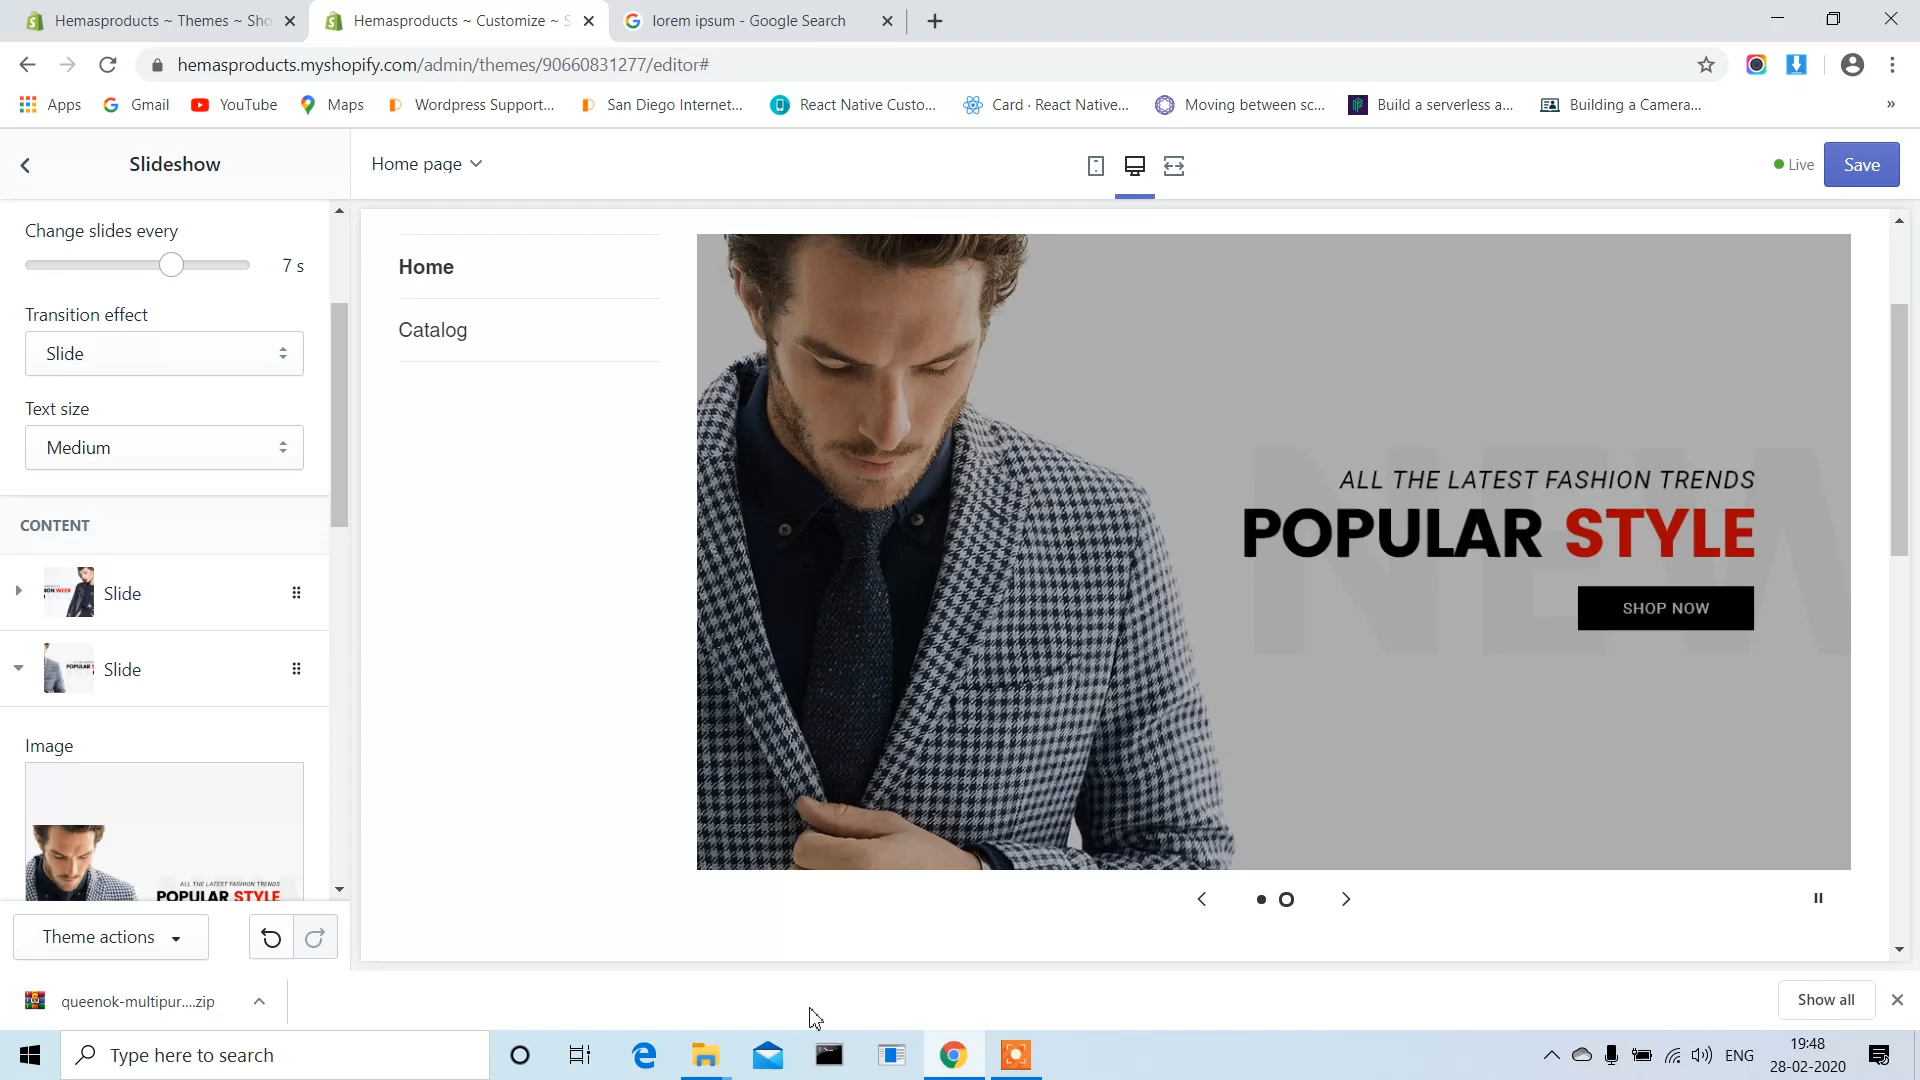 Hemasproducts ~ Themes ~ Sho
Hemasproducts ~ Customize ~ S
lorem ipsum - Google Search
hemasproducts.myshopify.com/admin/themes/90660831277/editor#
Apps
Gmail
YouTube
Maps
Wordpress Support...
San Diego Internet...
React Native Custo...
Card · React Native...
Moving between sc...
Build a serverless a...
Building a Camera...
»
Slideshow
Home page
Live
Save
Change slides every
7 s
Transition effect
Slide
Text size
Medium
CONTENT
Slide
Slide
Image
ALL THE LATEST FASHION TRENDS
POPULAR STYLE
Theme actions
Home
Catalog
NEW
ALL THE LATEST FASHION TRENDS
POPULAR STYLE
SHOP NOW
queenok-multipur....zip
Show all
Type here to search
ENG
19:48
28-02-2020